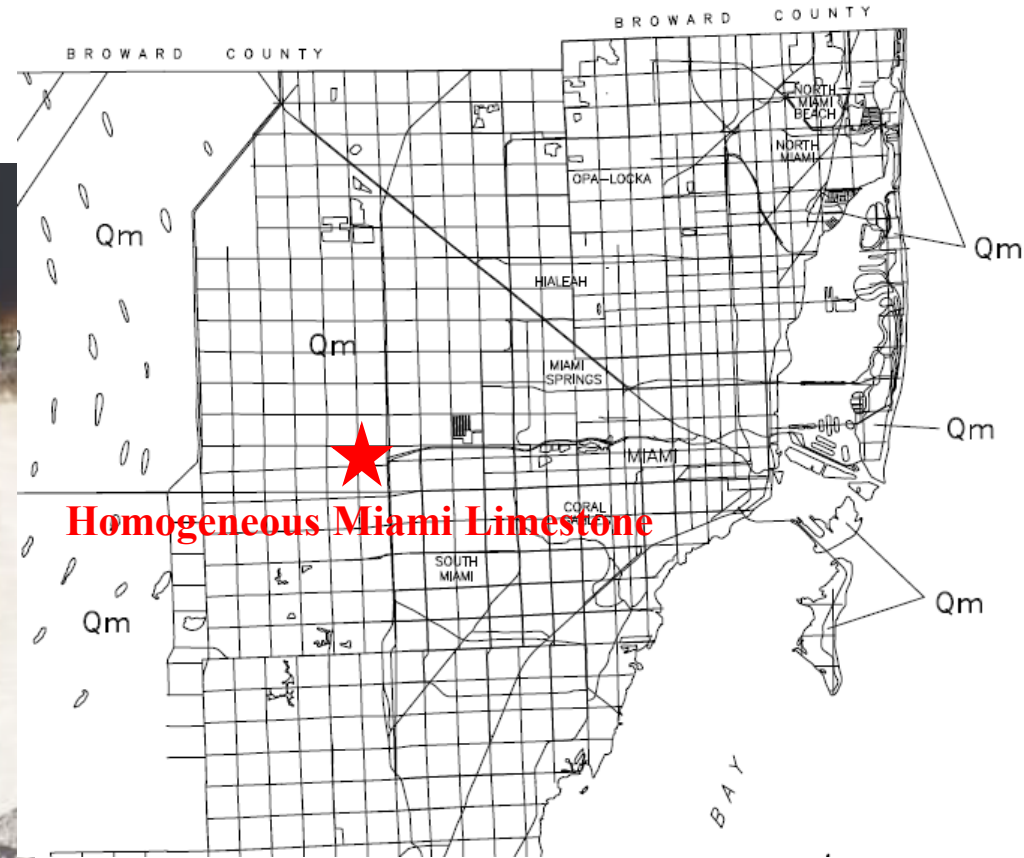 BROWARD COUNTY
BROWARD COUNTY
NORTH
MIAMI
BEACH
NORTH
MIAMI
OPA-LOCKA
Qm
Qm
HIALEAH
Qm
MIAMI
SPRINGS
Qm
MIAMI
CORAL
Homogeneous Miami Limestone
SOUTH
MIAMI
Qm
Qm
BAY